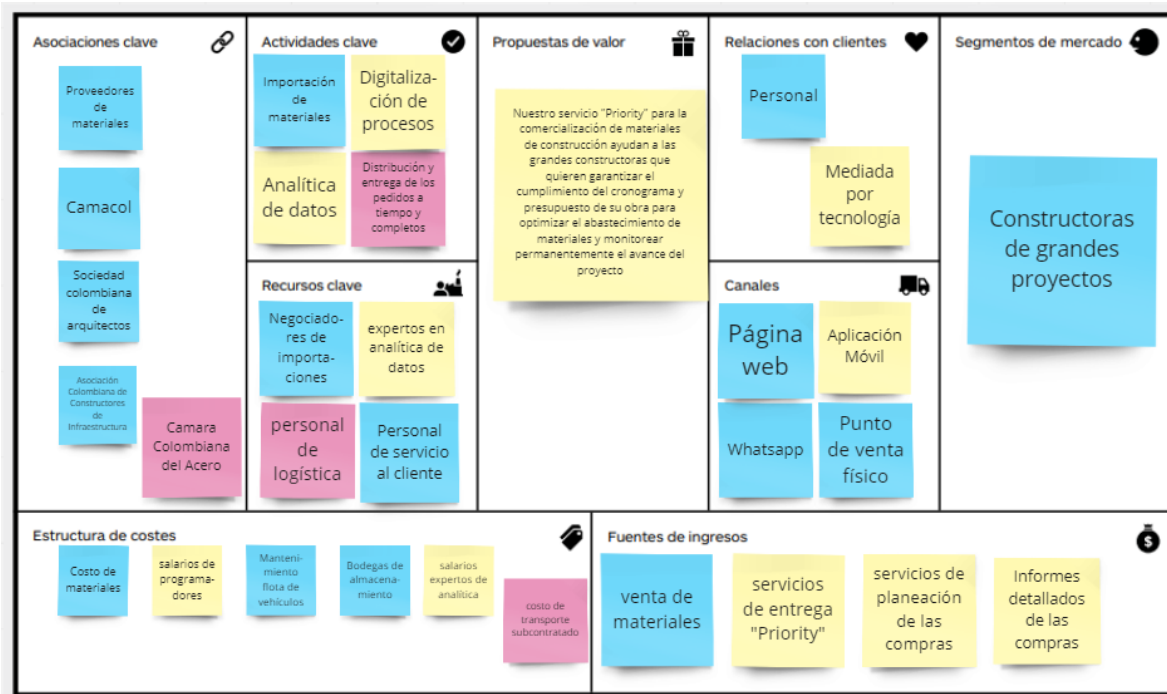 Asociaciones clave
Proveedores
de
materiales
Camacol
Sociedad
colombiana
de
arquitectos
Asociación
Colombiana de
Constructores
de
Infraestructura
Camara
Colombiana
del Acero
Actividades clave
Importación
de
materiales
Digitaliza-
ción de
procesos
Analítica
de datos
Distribución y
entrega de los
pedidos a
tiempo y
completos
Recursos clave
Negociado-
res de
importa-
ciones
expertos en
analítica de
datos
personal
de
logística
Personal
de servicio
al cliente
Propuestas de valor
Nuestro servicio "Priority" para la
comercialización de materiales
de construcción ayudan a las
grandes constructoras que
quieren garantizar el
cumplimiento del cronograma y
presupuesto de su obra para
optimizar el abastecimiento de
materiales y monitorear
permanentemente el avance del
proyecto
Relaciones con clientes
Personal
Mediada
por
tecnología
Canales
Página
web
Aplicación
Móvil
Whatsapp
Punto
de venta
físico
Segmentos de mercado
Constructoras
de grandes
proyectos
Estructura de costes
Costo de
materiales
salarios de
programa-
dores
Manteni-
miento
flota de
vehículos
Bodegas de
almacena-
miento
salarios
expertos de
analítica
costo de
transporte
subcontratado
Fuentes de ingresos
$
venta de
materiales
servicios
de entrega
"Priority"
servicios de
planeación
de las
compras
Informes
detallados
de las
compras